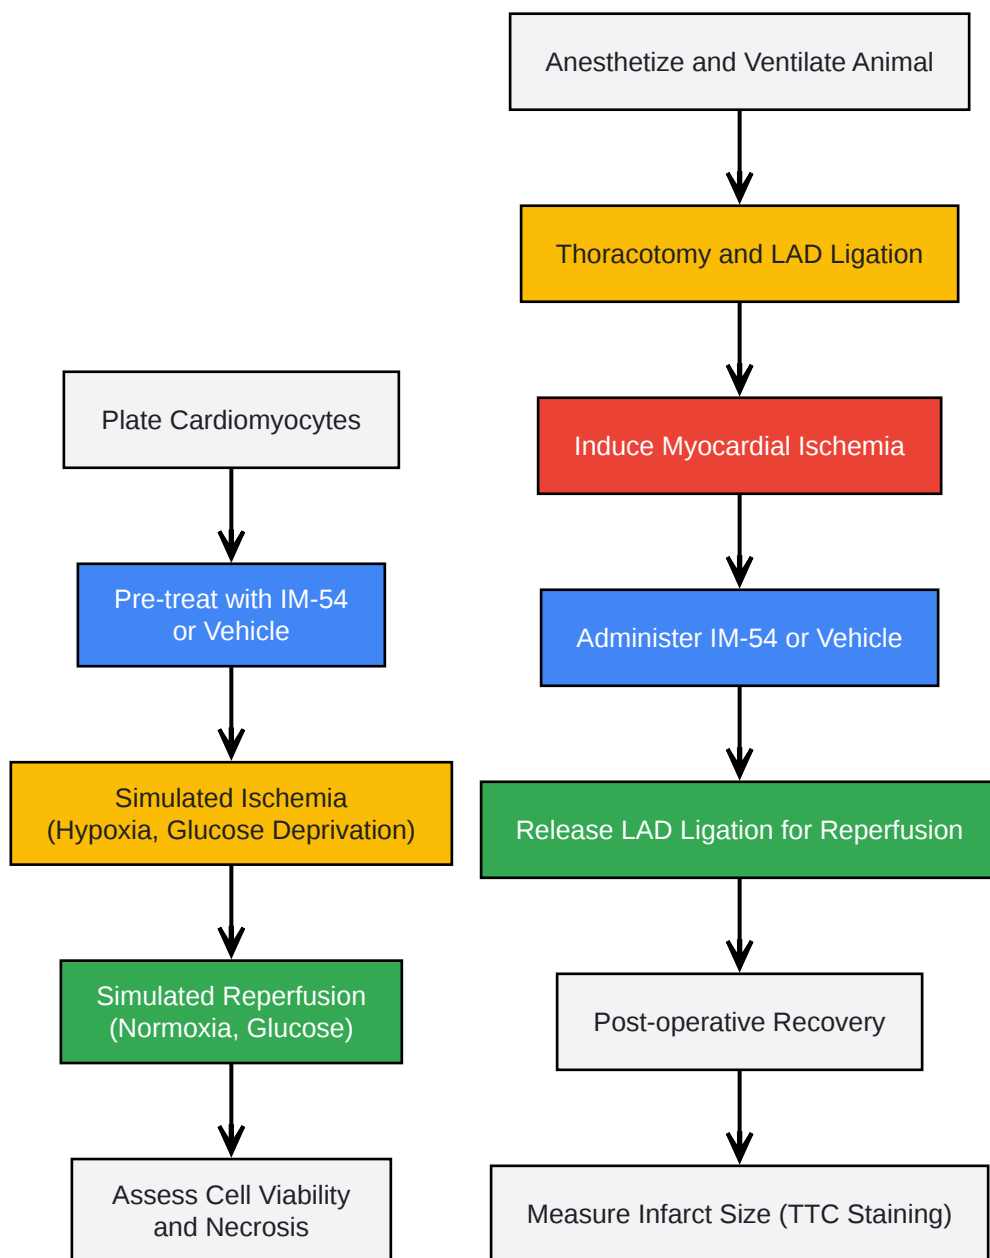 Plate Cardiomyocytes
Pre-treat with IM-54
or Vehicle
Simulated Ischemia
(Hypoxia, Glucose Deprivation)
Simulated Reperfusion
(Normoxia, Glucose)
Assess Cell Viability
and Necrosis
Anesthetize and Ventilate Animal
Thoracotomy and LAD Ligation
Induce Myocardial Ischemia
Administer IM-54 or Vehicle
Release LAD Ligation for Reperfusion
Post-operative Recovery
Measure Infarct Size (TTC Staining)